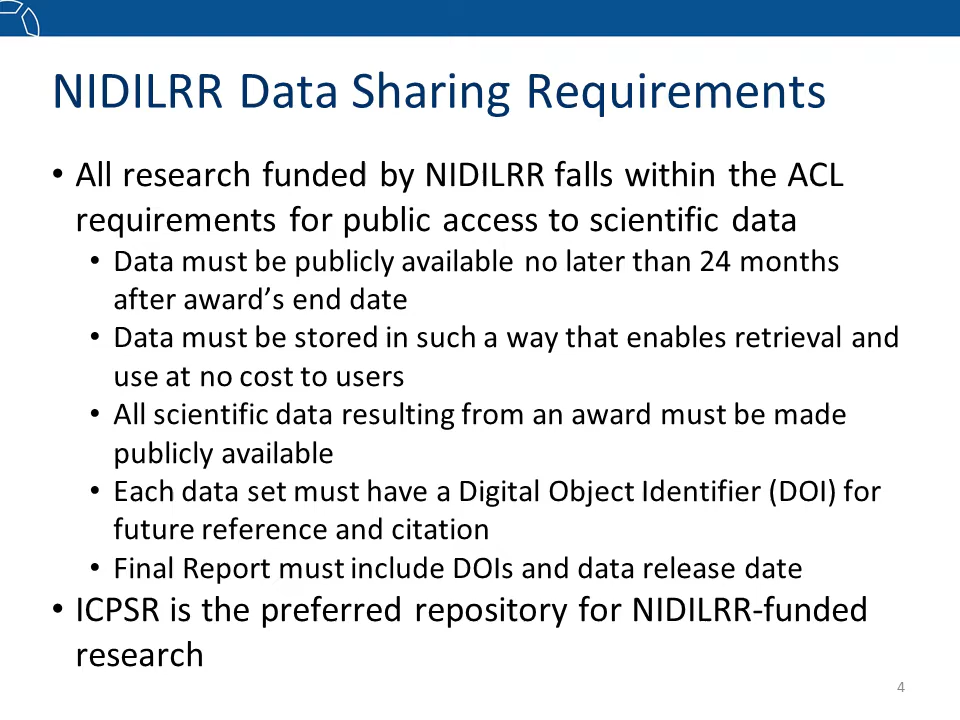 NIDILRR Data Sharing Requirements
• All research funded by NIDILRR falls within the ACL
requirements for public access to scientific data
• Data must be publicly available no later than 24 months
after award’s end date
• Data must be stored in such a way that enables retrieval and
use at no cost to users
• All scientific data resulting from an award must be made
publicly available
• Each data set must have a Digital Object Identifier (DOI) for
future reference and citation
• Final Report must include DOIs and data release date
• ICPSR is the preferred repository for NIDILRR-funded
research
4